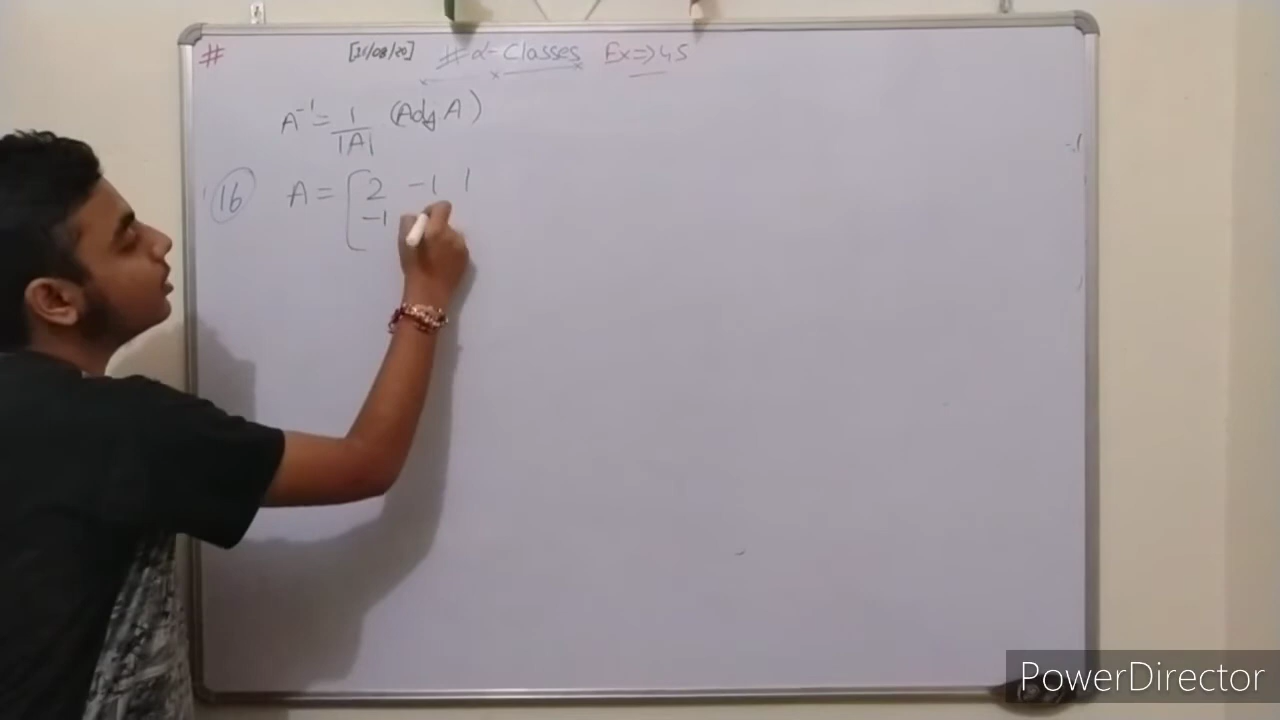 # [11/08/20] #α-Classes Ex=>4.5
A⁻¹ = 1/|A| (Adj. A)
16 A = [2 -1 1
-1
PowerDirector